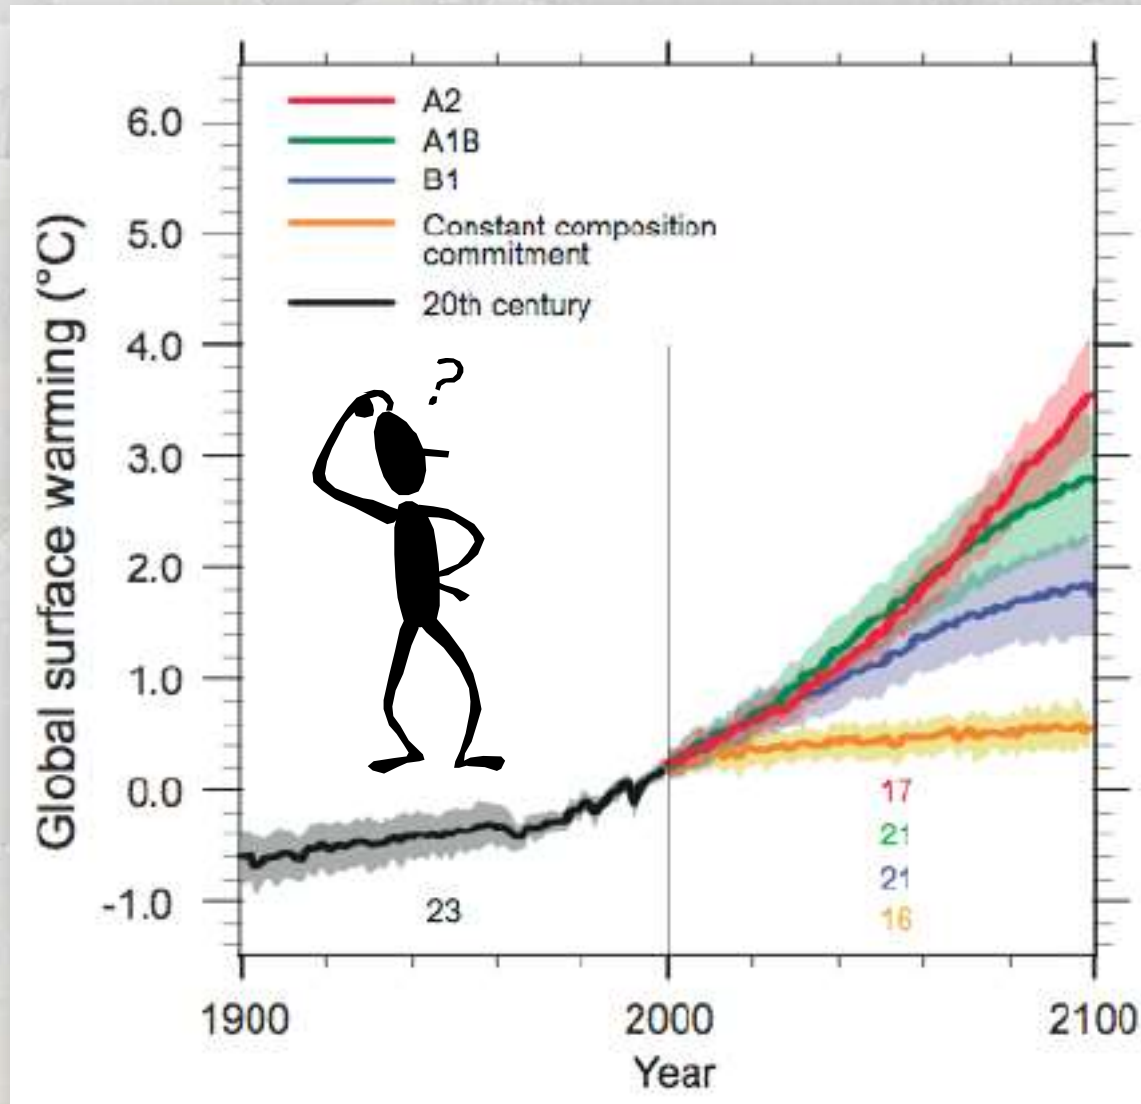 A2
A1B
B1
Constant composition
commitment
20th century
?
Global surface warming (°C)
6.0
5.0
4.0
3.0
2.0
1.0
0.0
-1.0
17
21
21
16
23
1900
2000
2100
Year